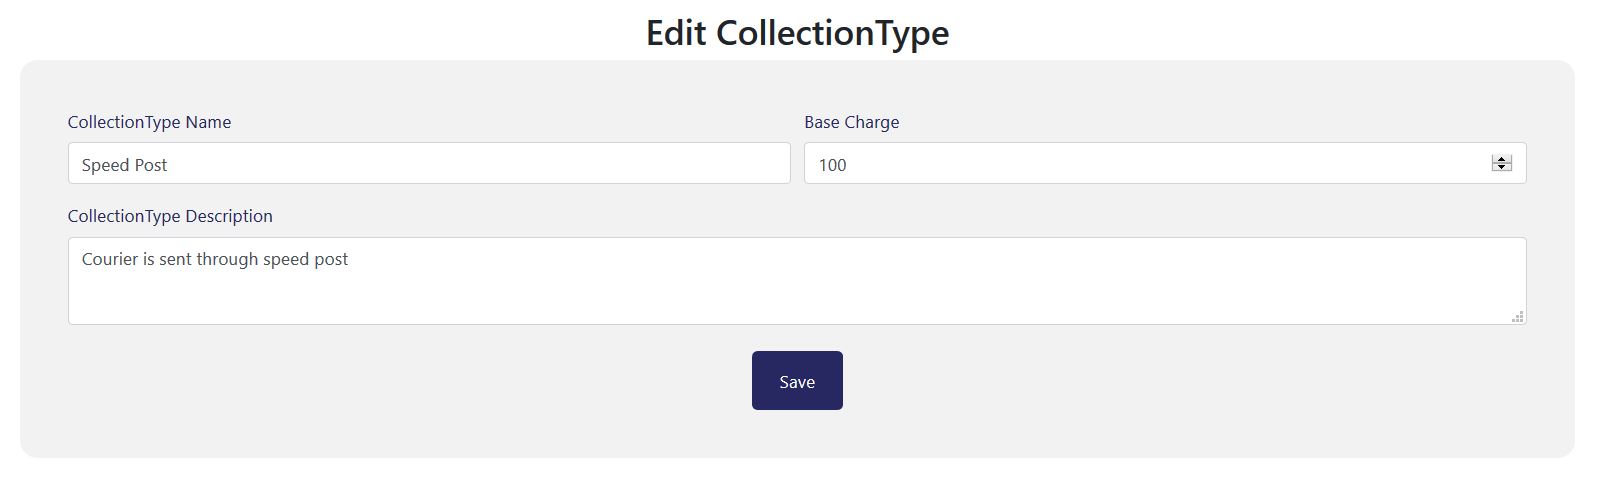 Edit CollectionType
CollectionType Name
Base Charge
Speed Post
100
CollectionType Description
Courier is sent through speed post
Save